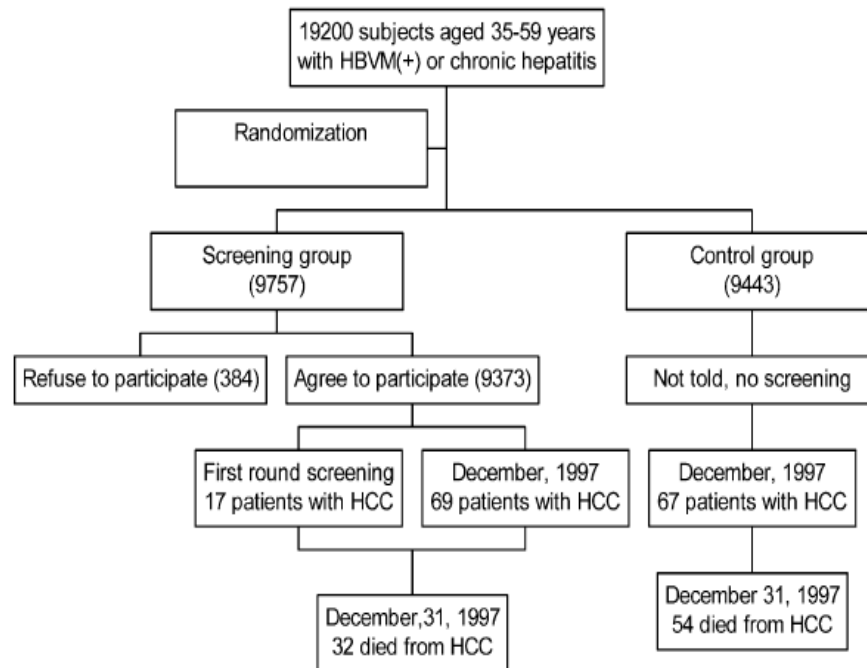 19200 subjects aged 35-59 years
with HBVM(+) or chronic hepatitis
Randomization
Screening group
(9757)
Control group
(9443)
Refuse to participate (384)
Agree to participate (9373)
Not told, no screening
First round screening
17 patients with HCC
December, 1997
69 patients with HCC
December, 1997
67 patients with HCC
December,31, 1997
32 died from HCC
December 31, 1997
54 died from HCC